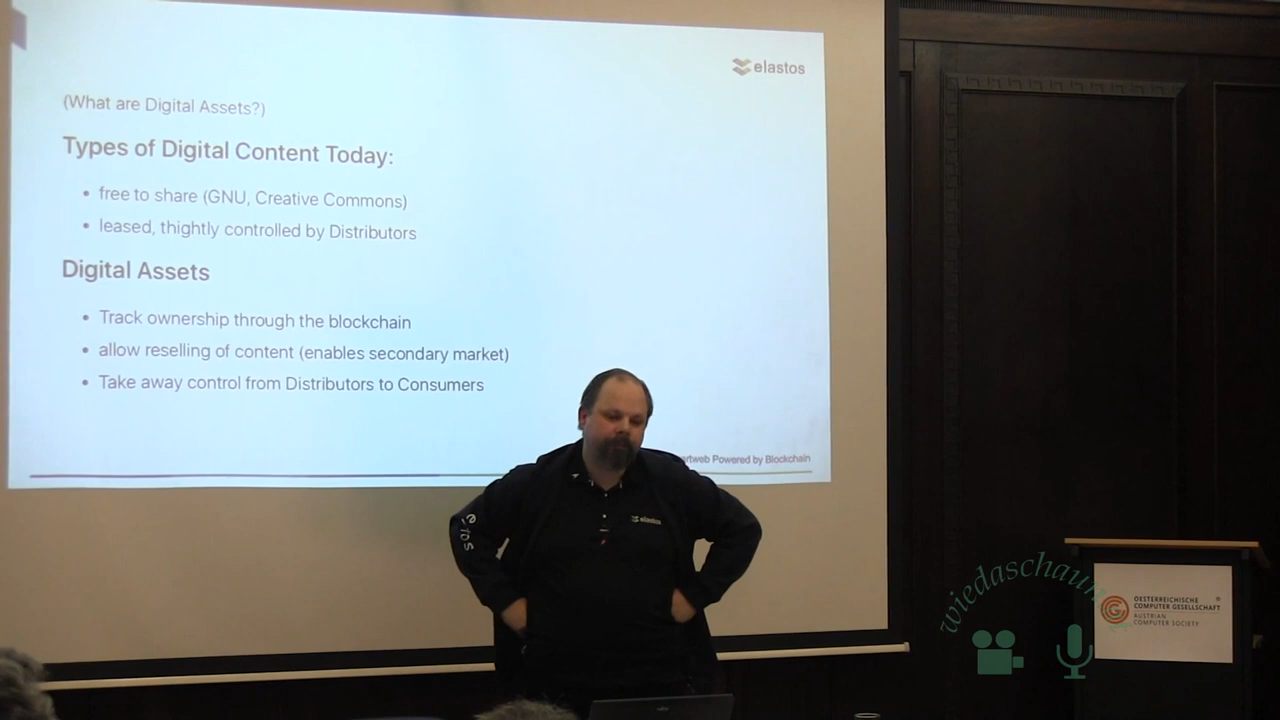 elastos
(What are Digital Assets?)
Types of Digital Content Today:
• free to share (GNU, Creative Commons)
• leased, thightly controlled by Distributors
Digital Assets
• Track ownership through the blockchain
• allow reselling of content (enables secondary market)
• Take away control from Distributors to Consumers
Powered by Blockchain
elastos
wiedaschaun
OESTERREICHISCHE
COMPUTER GESELLSCHAFT
AUSTRIAN
COMPUTER SOCIETY